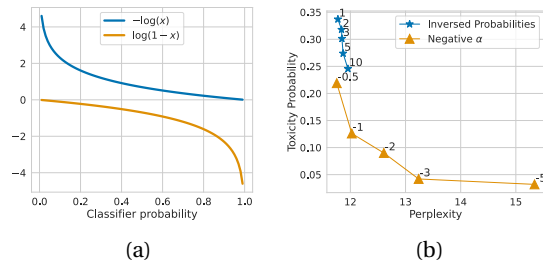 −log(x)
log(1−x)
4
2
0
−2
−4
0.0 0.2 0.4 0.6 0.8 1.0
Classifier probability
(a)
Inversed Probabilities
Negative α
Toxicity Probability
0.35
0.30
0.25
0.20
0.15
0.10
0.05
1
2
3
5
10
-0.5
-1
-2
-3
-5
12 13 14 15
Perplexity
(b)